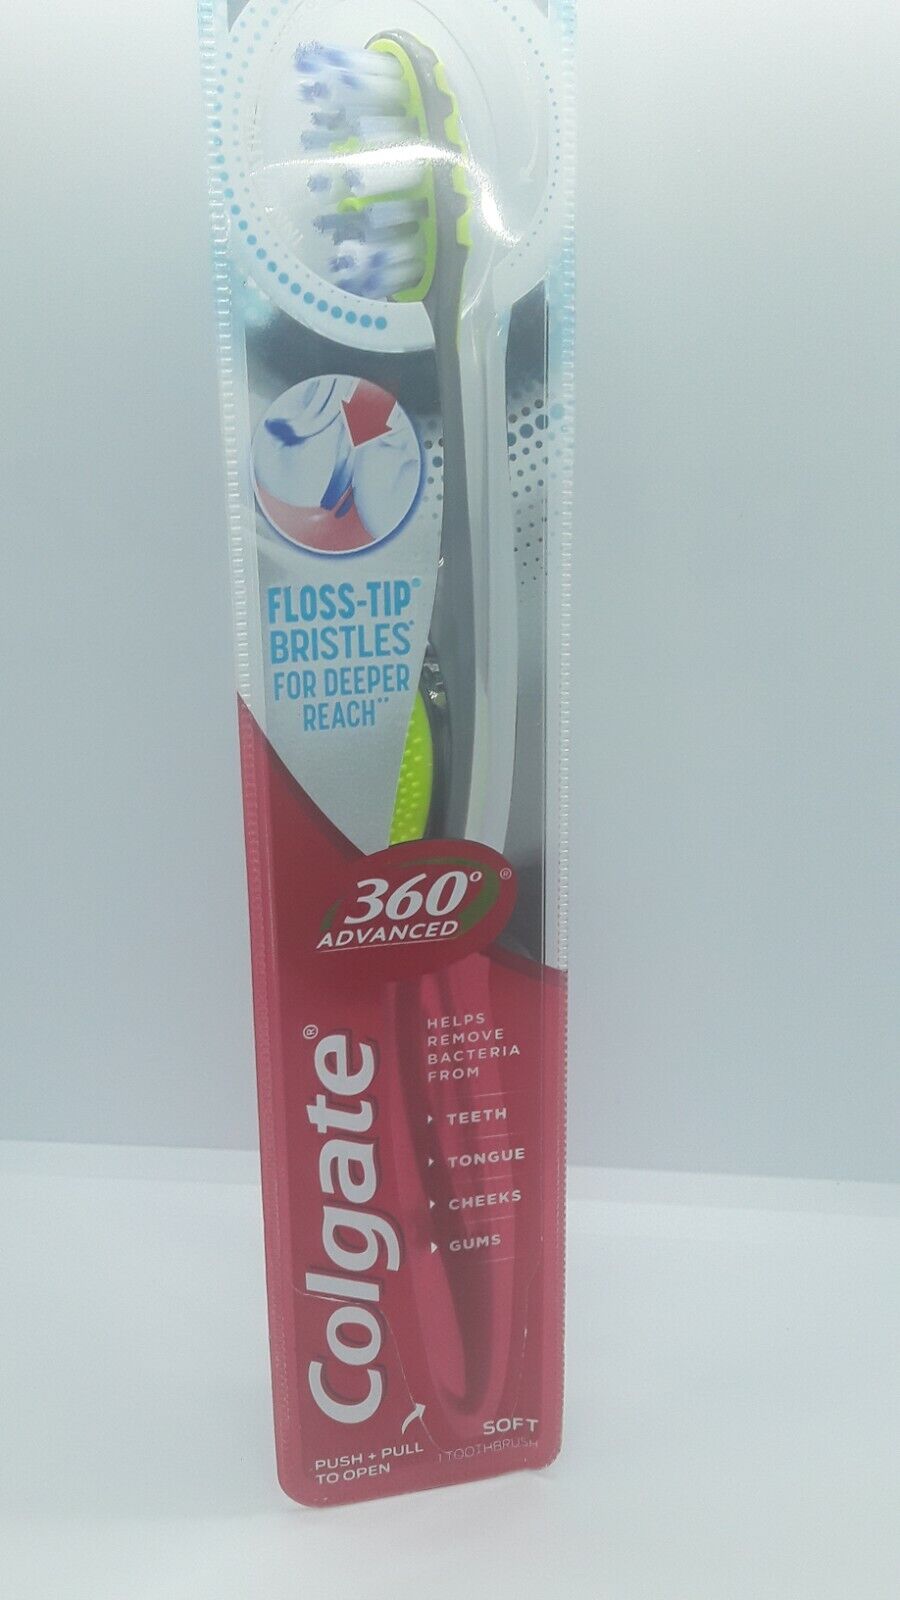 FLOSS-TIP®
BRISTLES*
FOR DEEPER
REACH**
360°®
ADVANCED
Colgate®
HELPS
REMOVE
BACTERIA
FROM
TEETH
TONGUE
CHEEKS
GUMS
PUSH + PULL
TO OPEN
SOFT
1 TOOTHBRUSH